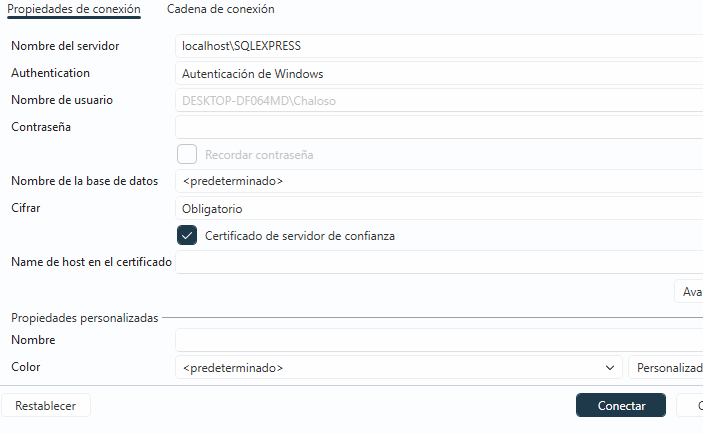 Propiedades de conexión Cadena de conexión
Nombre del servidor localhost\SQLEXPRESS
Authentication Autenticación de Windows
Nombre de usuario DESKTOP-DF064MD\Chaloso
Contraseña
Recordar contraseña
Nombre de la base de datos <predeterminado>
Cifrar Obligatorio
Certificado de servidor de confianza
Name de host en el certificado
Ava
Propiedades personalizadas
Nombre
Color <predeterminado> Personalizad
Restablecer Conectar C